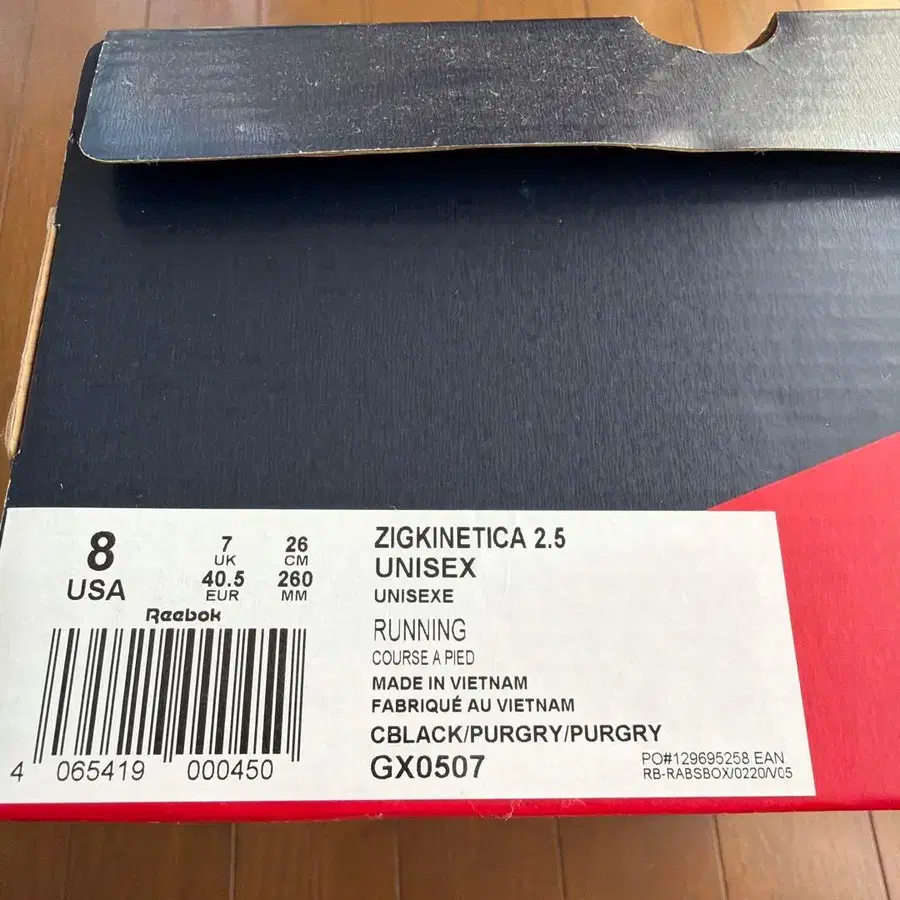 8
USA
7
UK
40.5
EUR
26
CM
260
MM
Reebok
4 065419 000450
ZIGKINETICA 2.5
UNISEX
UNISEXE
RUNNING
COURSE A PIED
MADE IN VIETNAM
FABRIQUÉ AU VIETNAM
CBLACK/PURGRY/PURGRY
GX0507
PO#129695258 EAN
RB-RABSBOX/0220/V05